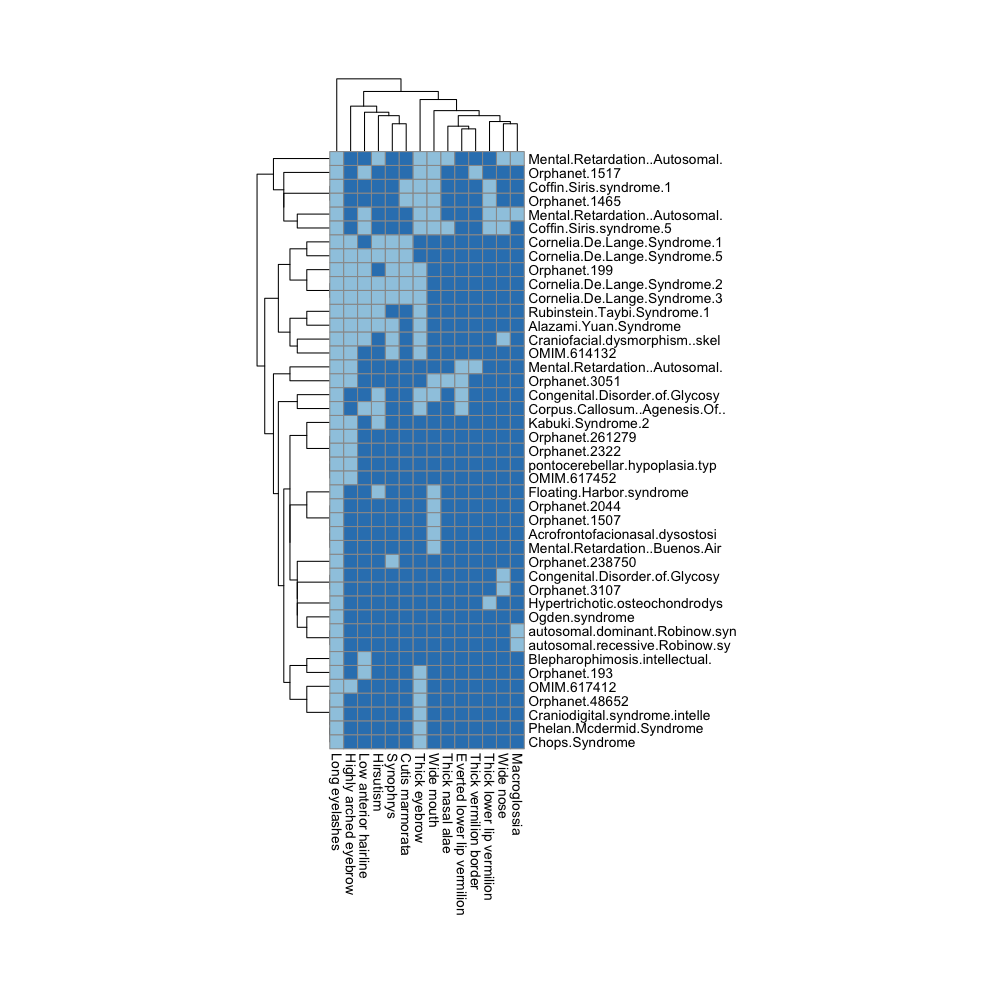 Mental.Retardation..Autosomal.
Orphanet.1517
Coffin.Siris.syndrome.1
Orphanet.1465
Mental.Retardation..Autosomal.
Coffin.Siris.syndrome.5
Cornelia.De.Lange.Syndrome.1
Cornelia.De.Lange.Syndrome.5
Orphanet.199
Cornelia.De.Lange.Syndrome.2
Cornelia.De.Lange.Syndrome.3
Rubinstein.Taybi.Syndrome.1
Alazami.Yuan.Syndrome
Craniofacial.dysmorphism..skel
OMIM.614132
Mental.Retardation..Autosomal.
Orphanet.3051
Congenital.Disorder.of.Glycosy
Corpus.Callosum..Agenesis.Of..
Kabuki.Syndrome.2
Orphanet.261279
Orphanet.2322
pontocerebellar.hypoplasia.typ
OMIM.617452
Floating.Harbor.syndrome
Orphanet.2044
Orphanet.1507
Acrofrontofacionasal.dysostosi
Mental.Retardation..Buenos.Air
Orphanet.238750
Congenital.Disorder.of.Glycosy
Orphanet.3107
Hypertrichotic.osteochondrodys
Ogden.syndrome
autosomal.dominant.Robinow.syn
autosomal.recessive.Robinow.sy
Blepharophimosis.intellectual.
Orphanet.193
OMIM.617412
Orphanet.48652
Craniodigital.syndrome.intelle
Phelan.Mcdermid.Syndrome
Chops.Syndrome
Long eyelashes
Highly arched eyebrow
Low anterior hairline
Hirsutism
Synophrys
Cutis marmorata
Thick eyebrow
Wide mouth
Thick nasal alae
Everted lower lip vermilion
Thick vermilion border
Thick lower lip vermilion
Wide nose
Macroglossia